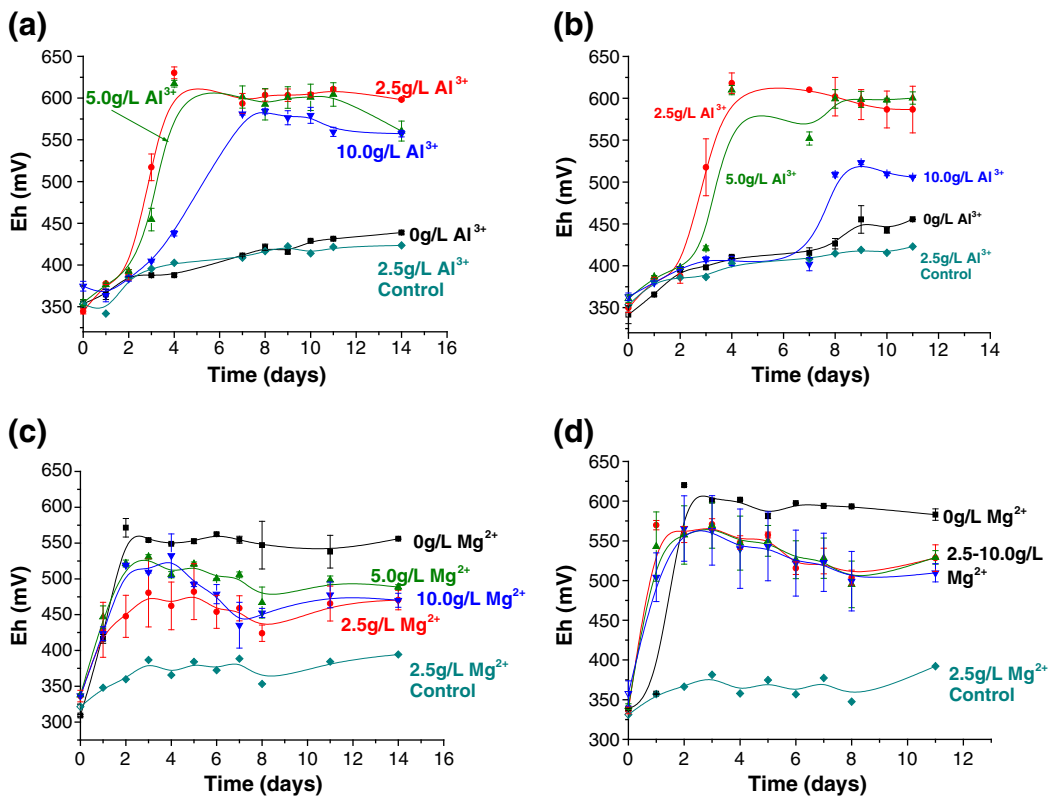 (a)
650
600
550
500
450
400
350
Eh (mV)
2.5g/L Al³⁺
5.0g/L Al³⁺
10.0g/L Al³⁺
0g/L Al³⁺
2.5g/L Al³⁺
Control
0 2 4 6 8 10 12 14 16
Time (days)
(b)
650
600
550
500
450
400
350
Eh (mV)
2.5g/L Al³⁺
5.0g/L Al³⁺
10.0g/L Al³⁺
0g/L Al³⁺
2.5g/L Al³⁺
Control
0 2 4 6 8 10 12 14
Time (days)
(c)
650
600
550
500
450
400
350
300
Eh (mV)
0g/L Mg²⁺
5.0g/L Mg²⁺
10.0g/L Mg²⁺
2.5g/L Mg²⁺
2.5g/L Mg²⁺
Control
0 2 4 6 8 10 12 14 16
Time (days)
(d)
650
600
550
500
450
400
350
300
Eh (mV)
0g/L Mg²⁺
2.5-10.0g/L
Mg²⁺
2.5g/L Mg²⁺
Control
0 2 4 6 8 10 12
Time (days)